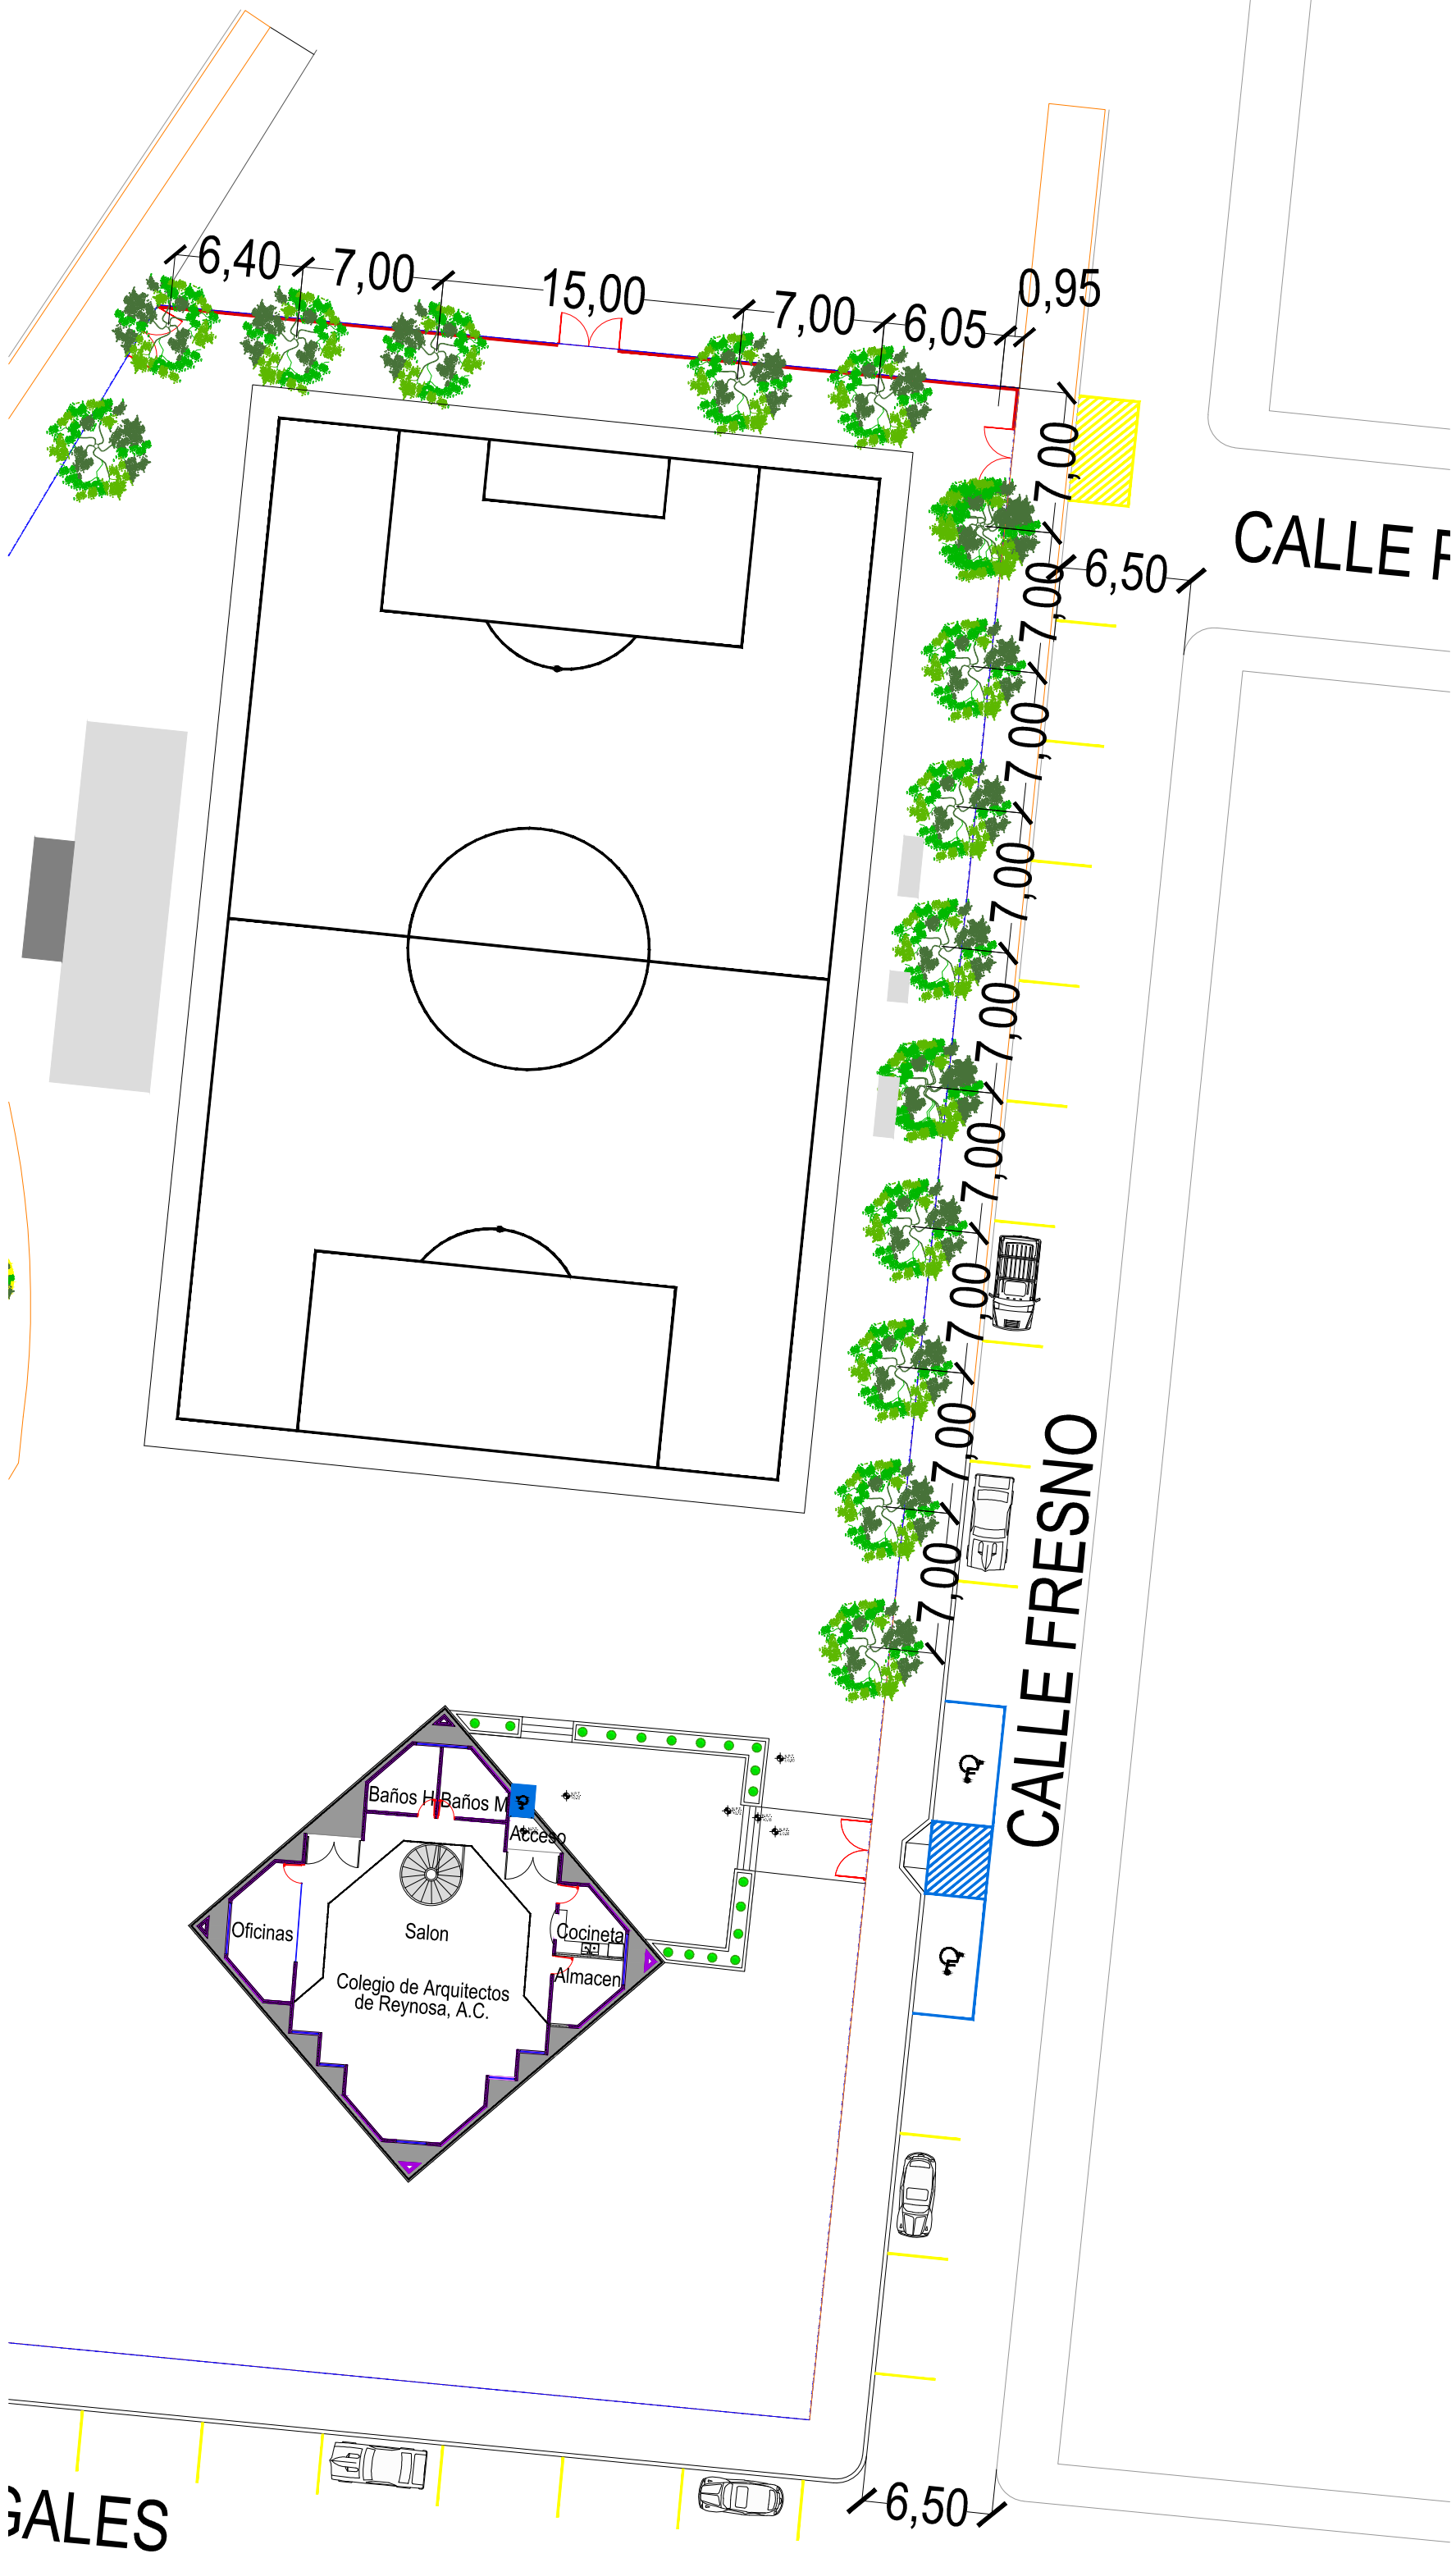 6,40
7,00
15,00
7,00
6,05
0,95
7,00
CALLE
6,50
7,00
7,00
7,00
7,00
7,00
7,00
7,00
7,00
CALLE FRESNO
Baños H
Baños M
Acceso
Oficinas
Salon
Cocineta
Almacen
Colegio de Arquitectos
de Reynosa, A.C.
6,50
GALES